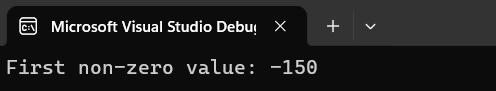 Microsoft Visual Studio Debu
First non-zero value: -150